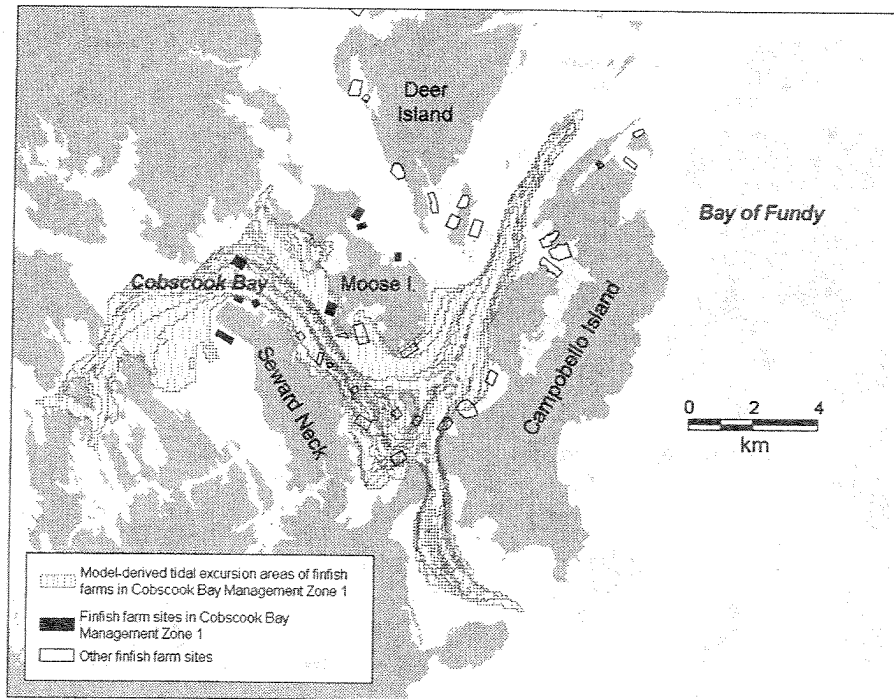 Deer
Island
Bay of Fundy
Cobscook Bay
Moose I.
Seward Neck
Campobello Island
0 2 4
km
Model-derived tidal excursion areas of finfish
farms in Cobscook Bay Management Zone 1
Finfish farm sites in Cobscook Bay
Management Zone 1
Other finfish farm sites